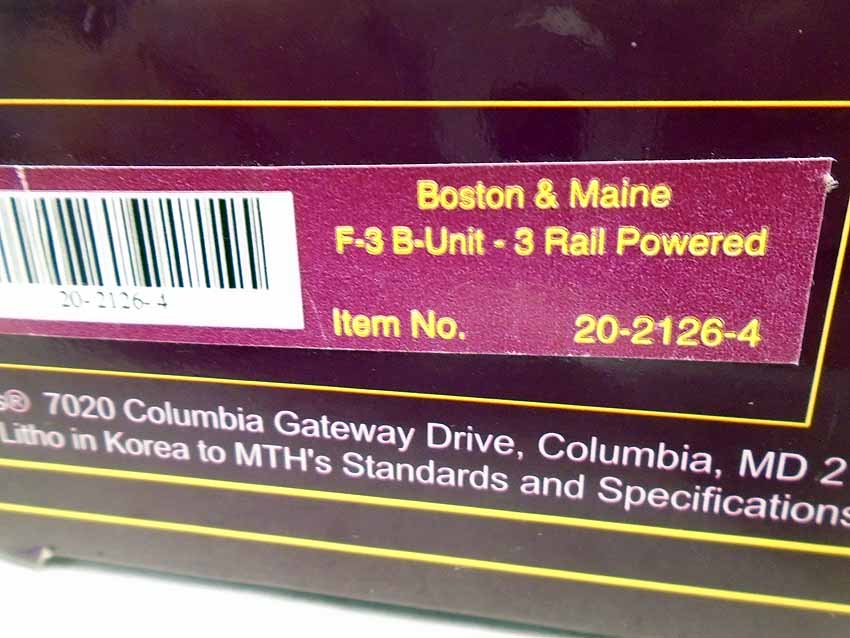 Boston & Maine
F-3 B-Unit - 3 Rail Powered
20-2126-4
Item No. 20-2126-4
s® 7020 Columbia Gateway Drive, Columbia, MD 2
Litho in Korea to MTH's Standards and Specifications